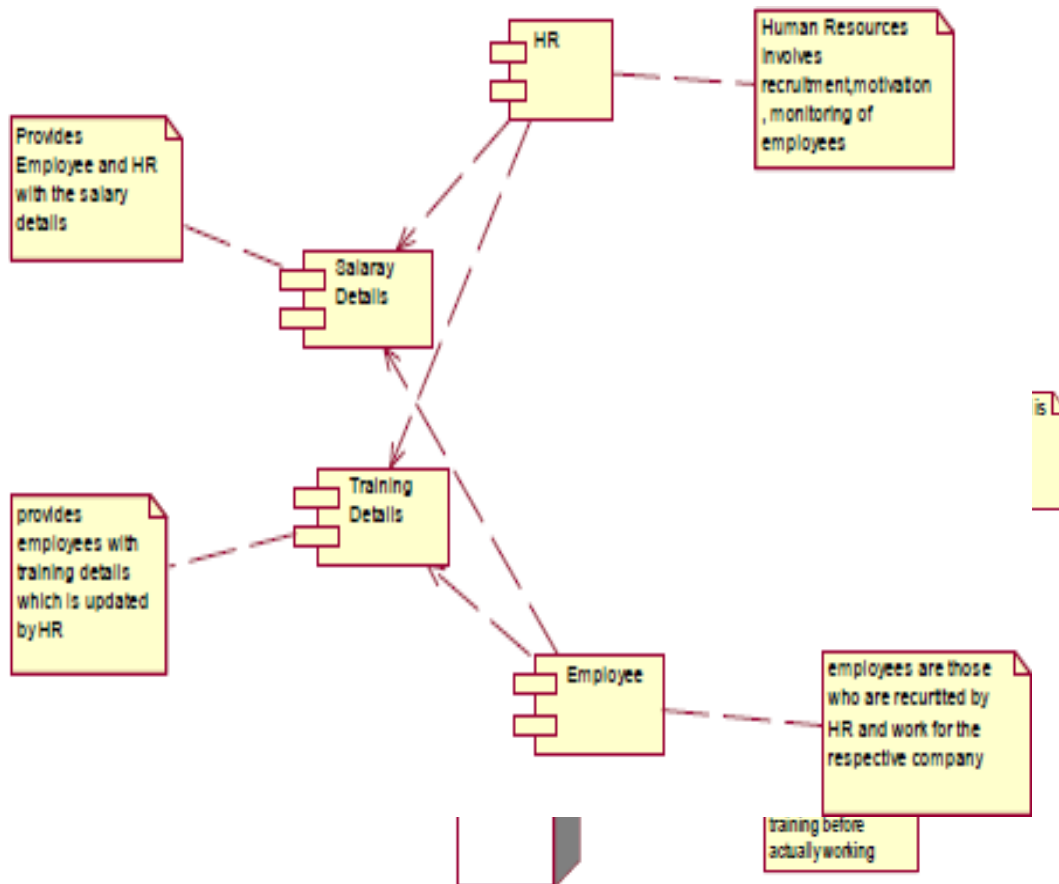 HR
Human Resources
Involves
recruitment,motivation
, monitoring of
employees
Provides
Employee and HR
with the salary
details
Salaray
Details
is
Training
Details
provides
employees with
training details
which is updated
by HR
Employee
employees are those
who are recurtted by
HR and work for the
respective company
training before
actually working